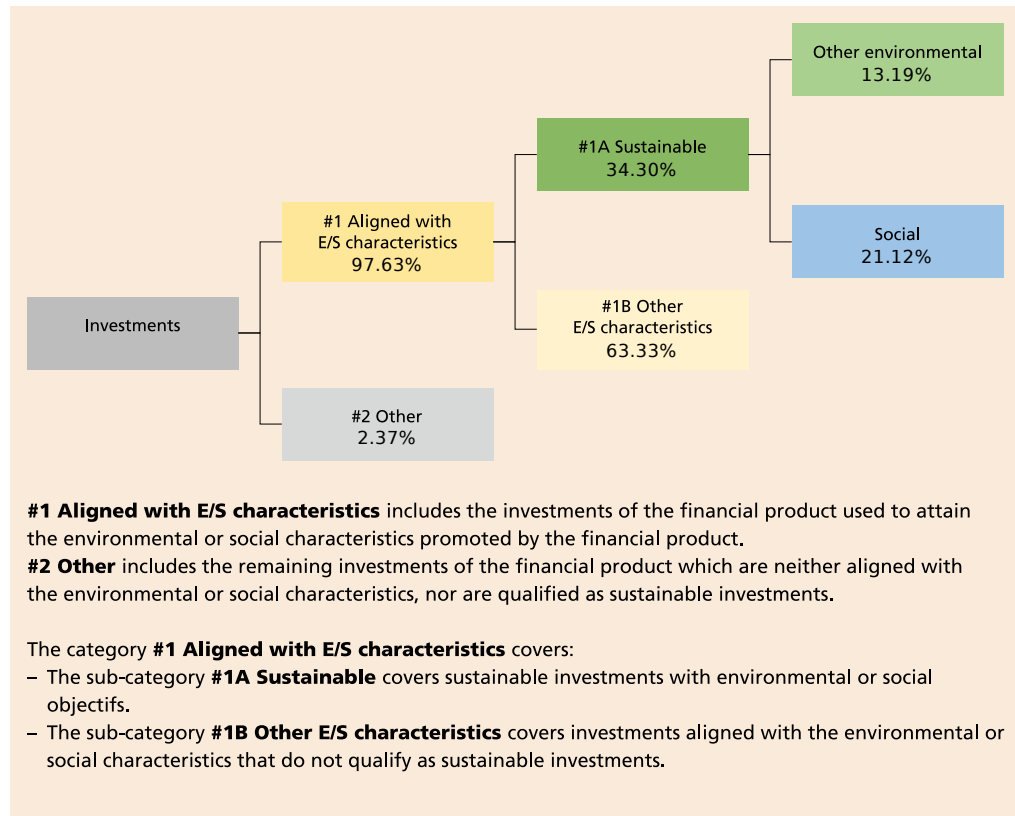 Other environmental
13.19%
#1A Sustainable
34.30%
#1 Aligned with
E/S characteristics
97.63%
Social
21.12%
Investments
#1B Other
E/S characteristics
63.33%
#2 Other
2.37%
#1 Aligned with E/S characteristics includes the investments of the financial product used to attain
the environmental or social characteristics promoted by the financial product.
#2 Other includes the remaining investments of the financial product which are neither aligned with
the environmental or social characteristics, nor are qualified as sustainable investments.
The category #1 Aligned with E/S characteristics covers:
– The sub-category #1A Sustainable covers sustainable investments with environmental or social
objectifs.
– The sub-category #1B Other E/S characteristics covers investments aligned with the environmental or
social characteristics that do not qualify as sustainable investments.